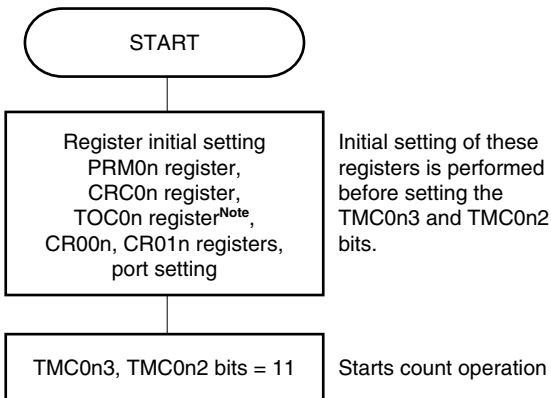 START
Register initial setting
PRM0n register,
CRC0n register,
TOC0n registerNote,
CR00n, CR01n registers,
port setting
Initial setting of these
registers is performed
before setting the
TMC0n3 and TMC0n2
bits.
TMC0n3, TMC0n2 bits = 11
Starts count operation